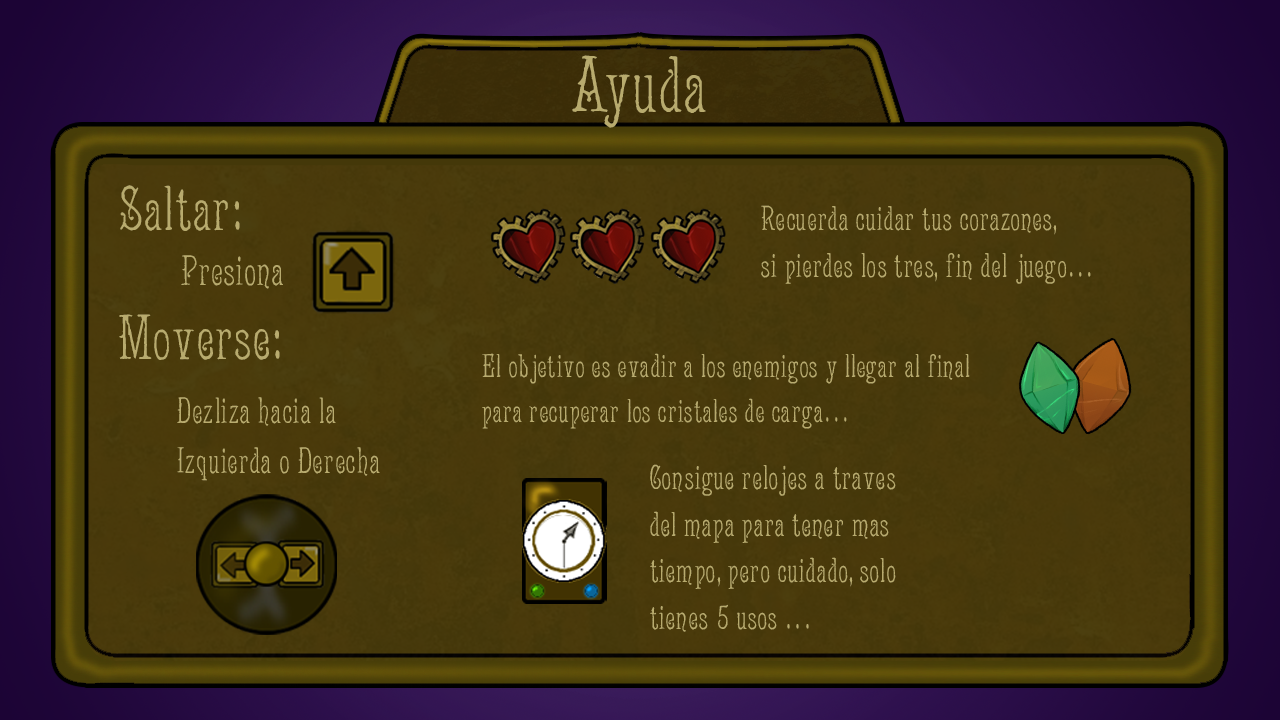 Ayuda
Saltar:
Presiona
Moverse:
Dezliza hacia la
Izquierda o Derecha
Recuerda cuidar tus corazones,
si pierdes los tres, fin del juego...
El objetivo es evadir a los enemigos y llegar al final
para recuperar los cristales de carga...
Consigue relojes a traves
del mapa para tener mas
tiempo, pero cuidado, solo
tienes 5 usos ...